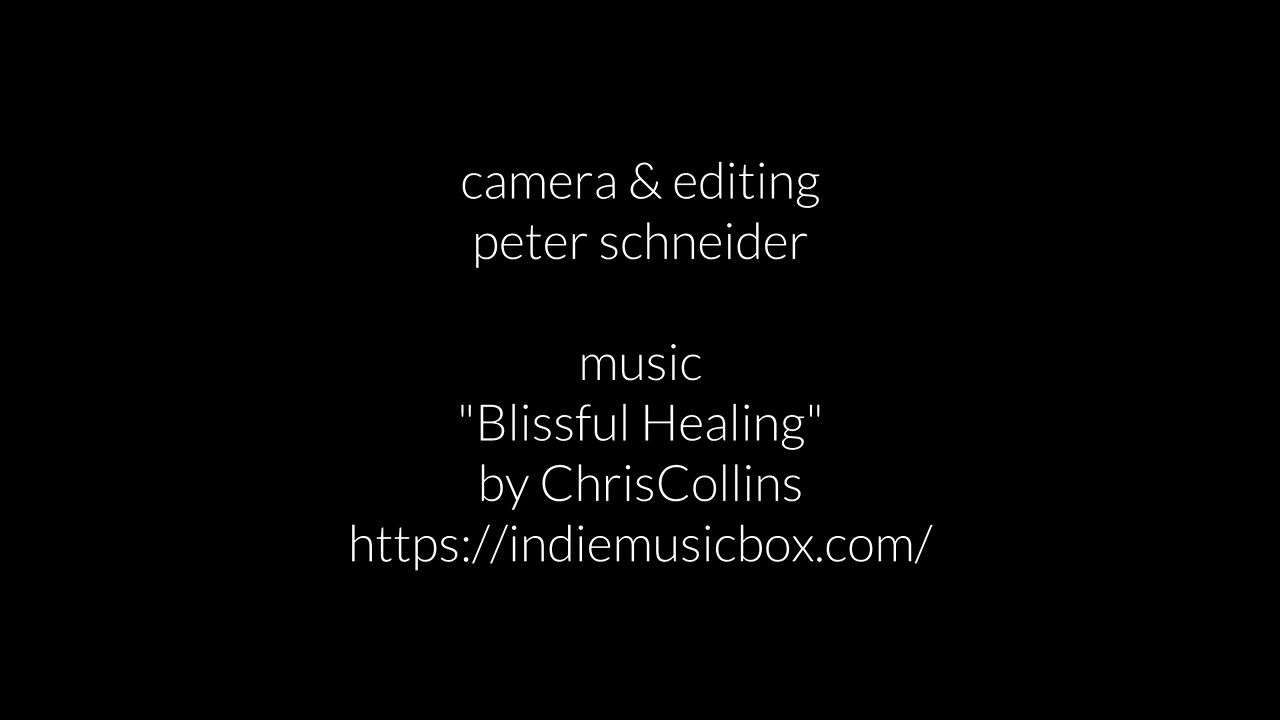 camera & editing
peter schneider
music
"Blissful Healing"
by ChrisCollins
https://indiemusicbox.com/